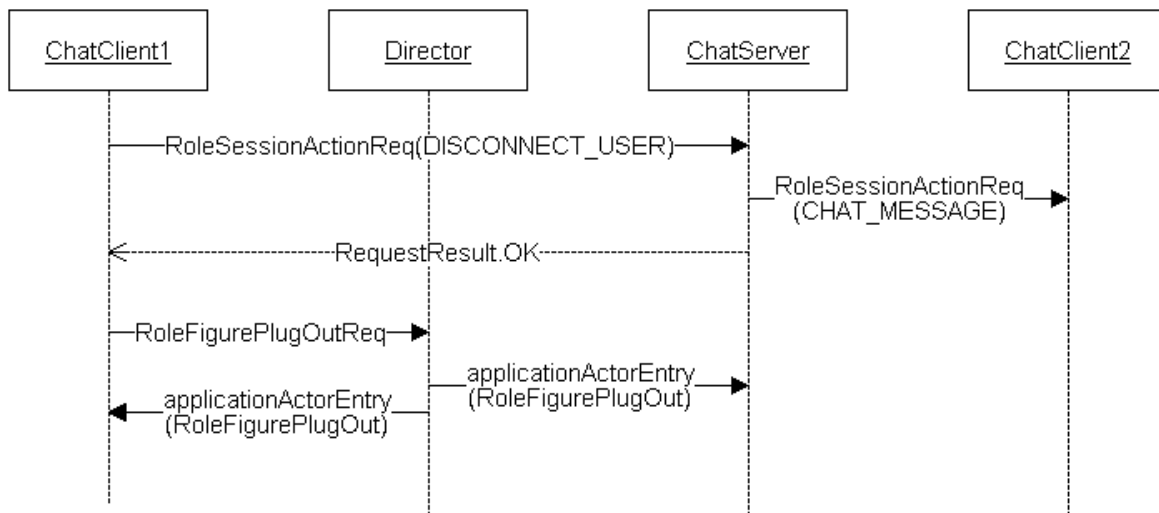 ChatClient1
Director
ChatServer
ChatClient2
RoleSessionActionReq(DISCONNECT_USER)
RoleSessionActionReq
(CHAT_MESSAGE)
RequestResult.OK
RoleFigurePlugOutReq
applicationActorEntry
(RoleFigurePlugOut)
applicationActorEntry
(RoleFigurePlugOut)